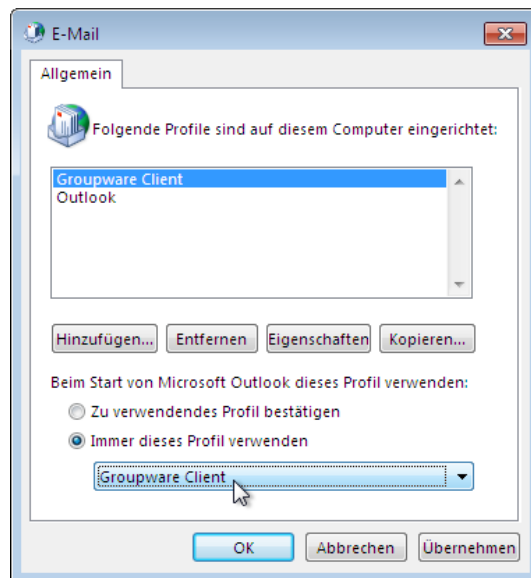 E-Mail
Allgemein
Folgende Profile sind auf diesem Computer eingerichtet:
Groupware Client
Outlook
Hinzufügen... Entfernen Eigenschaften Kopieren...
Beim Start von Microsoft Outlook dieses Profil verwenden:
Zu verwendendes Profil bestätigen
Immer dieses Profil verwenden
Groupware Client
OK Abbrechen Übernehmen